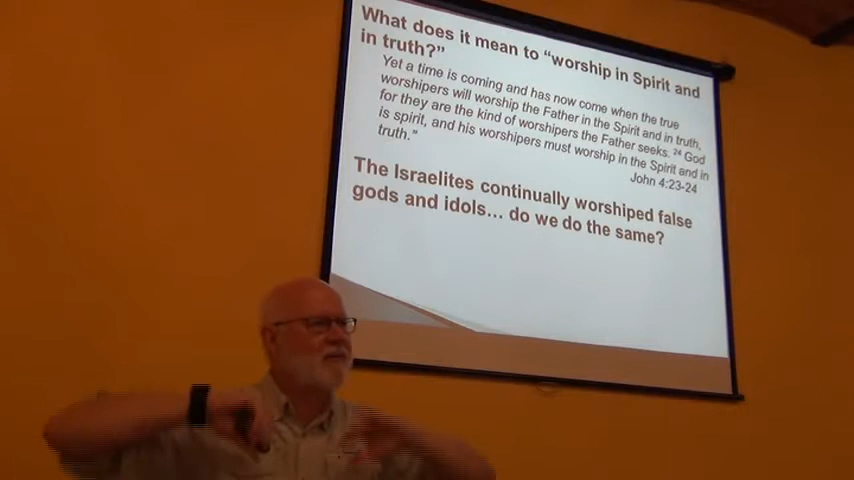 What does it mean to “worship in Spirit and
in truth?”
Yet a time is coming and has now come when the true
worshipers will worship the Father in the Spirit and in truth,
for they are the kind of worshipers the Father seeks. 24 God
is spirit, and his worshipers must worship in the Spirit and in
truth.”
John 4:23-24
The Israelites continually worshiped false
gods and idols… do we do the same?